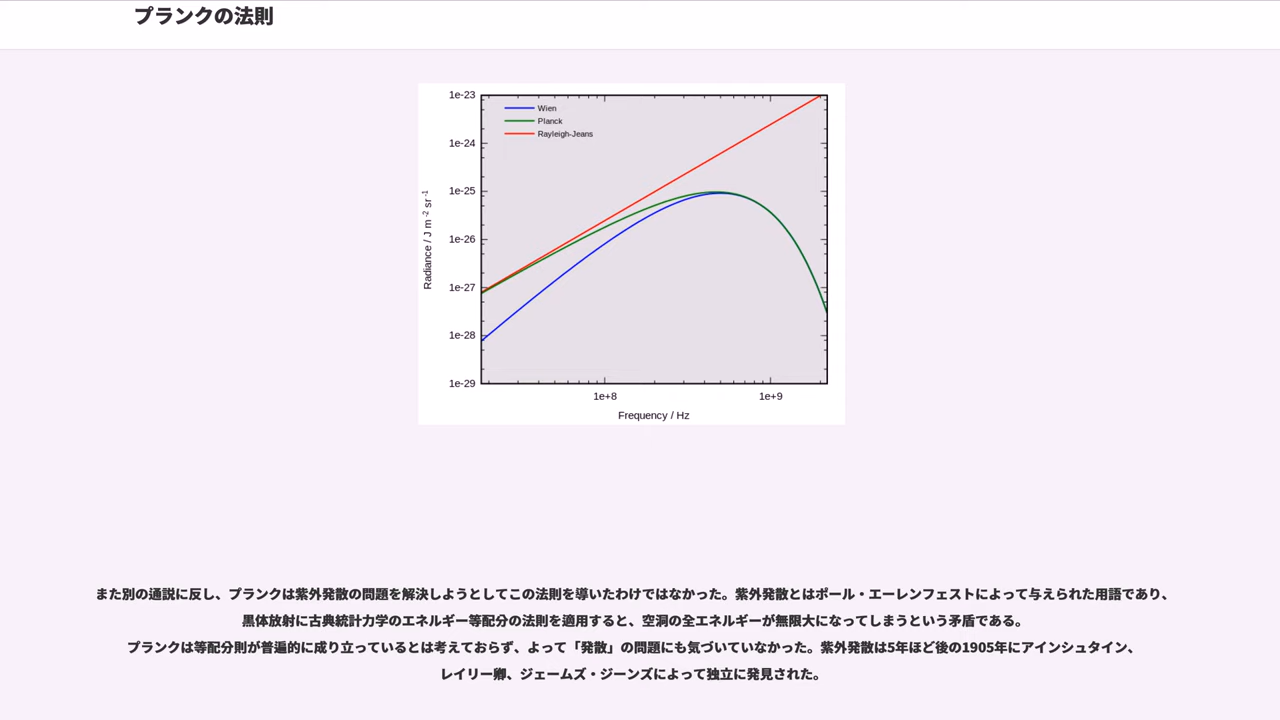 プランクの法則
1e-23
1e-24
1e-25
1e-26
1e-27
1e-28
1e-29
Wien
Planck
Rayleigh-Jeans
Radiance / J m⁻² sr⁻¹
1e+8
1e+9
Frequency / Hz
また別の通説に反し、プランクは紫外発散の問題を解決しようとしてこの法則を導いたわけではなかった。紫外発散とはポール・エーレンフェストによって与えられた用語であり、
黒体放射に古典統計力学のエネルギー等配分の法則を適用すると、空洞の全エネルギーが無限大になってしまうという矛盾である。
プランクは等配分則が普遍的に成り立っているとは考えておらず、よって「発散」の問題にも気づいていなかった。紫外発散は5年ほど後の1905年にアインシュタイン、
レイリー卿、ジェームズ・ジーンズによって独立に発見された。